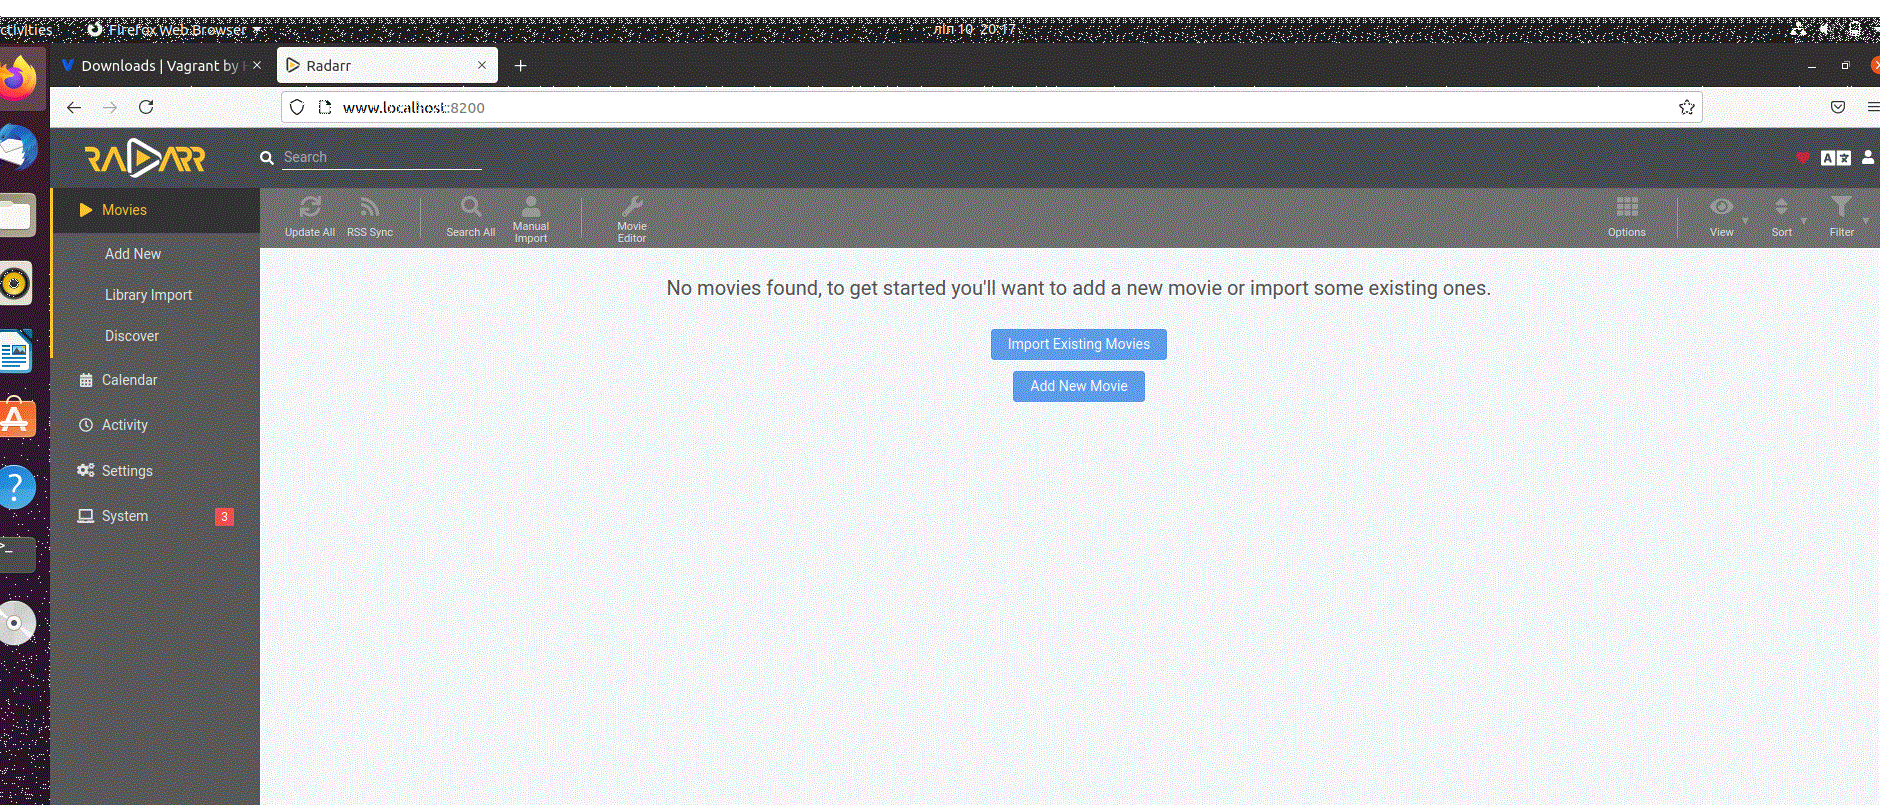 ctivities
Firefox Web Browser
10 20:17
Downloads | Vagrant by
Radarr
www.localhost:8200
RADARR
Search
Movies
Add New
Library Import
Discover
Calendar
Activity
Settings
System 3
Update All
RSS Sync
Search All
Manual
Import
Movie
Editor
Options
View
Sort
Filter
No movies found, to get started you'll want to add a new movie or import some existing ones.
Import Existing Movies
Add New Movie